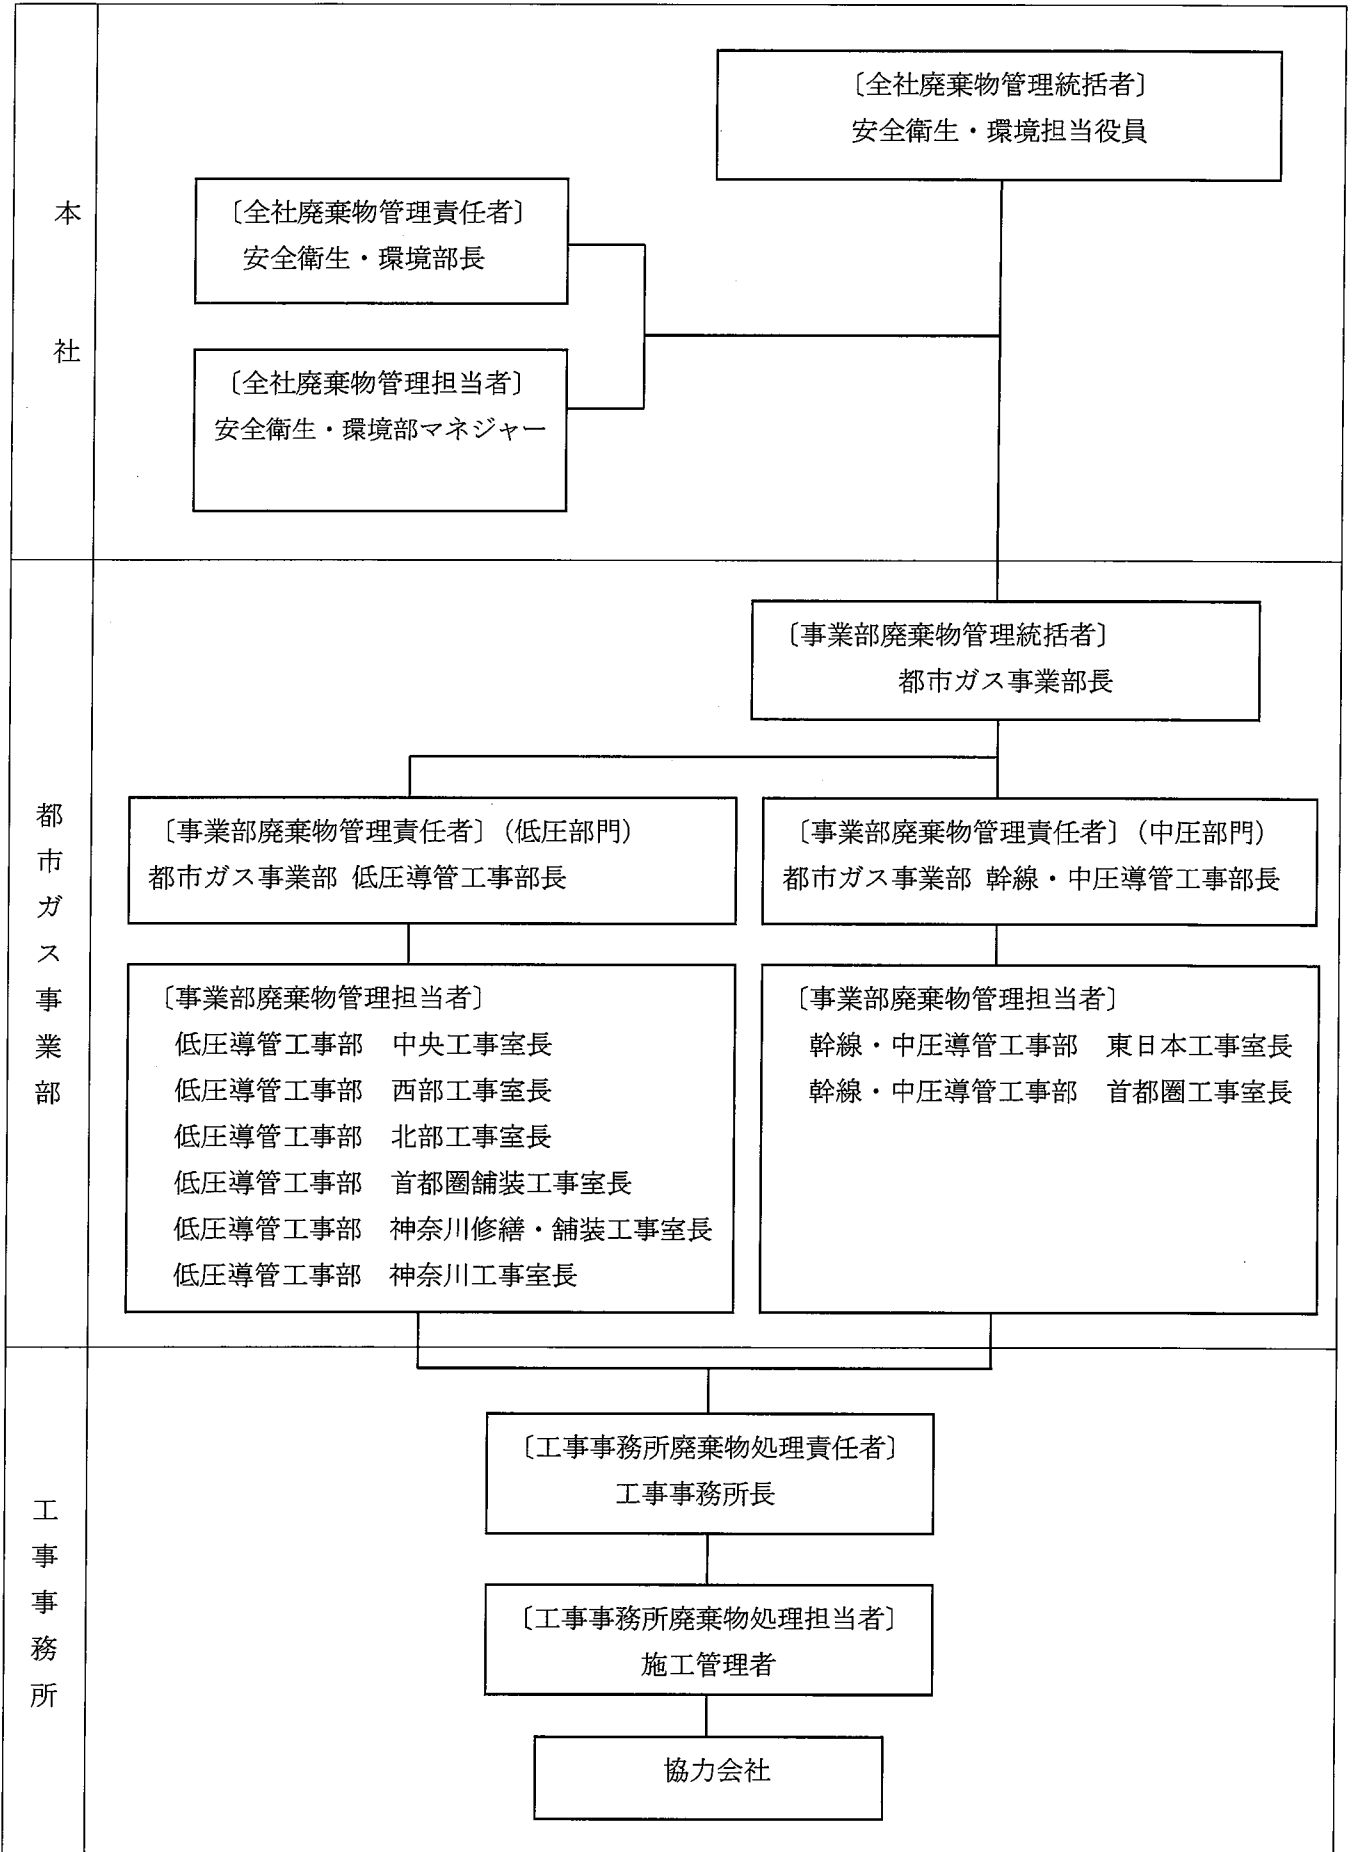 本社
〔全社廃棄物管理統括者〕
安全衛生・環境担当役員
〔全社廃棄物管理責任者〕
安全衛生・環境部長
〔全社廃棄物管理担当者〕
安全衛生・環境部マネジャー
都市ガス事業部
〔事業部廃棄物管理統括者〕
都市ガス事業部長
〔事業部廃棄物管理責任者〕（低圧部門）
都市ガス事業部 低圧導管工事部長
〔事業部廃棄物管理責任者〕（中圧部門）
都市ガス事業部 幹線・中圧導管工事部長
〔事業部廃棄物管理担当者〕
低圧導管工事部　中央工事室長
低圧導管工事部　西部工事室長
低圧導管工事部　北部工事室長
低圧導管工事部　首都圏舗装工事室長
低圧導管工事部　神奈川修繕・舗装工事室長
低圧導管工事部　神奈川工事室長
〔事業部廃棄物管理担当者〕
幹線・中圧導管工事部　東日本工事室長
幹線・中圧導管工事部　首都圏工事室長
工事事務所
〔工事事務所廃棄物処理責任者〕
工事事務所長
〔工事事務所廃棄物処理担当者〕
施工管理者
協力会社